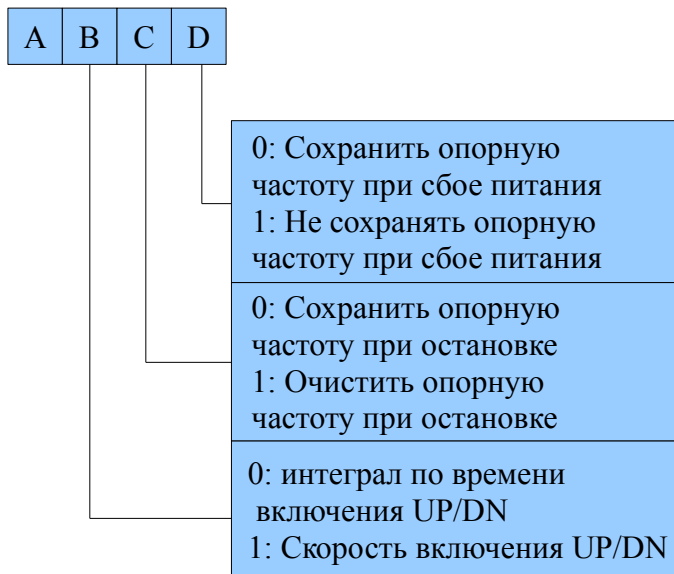 A B C D
0: Сохранить опорную
частоту при сбое питания
1: Не сохранять опорную
частоту при сбое питания
0: Сохранить опорную
частоту при остановке
1: Очистить опорную
частоту при остановке
0: интеграл по времени
включения UP/DN
1: Скорость включения UP/DN